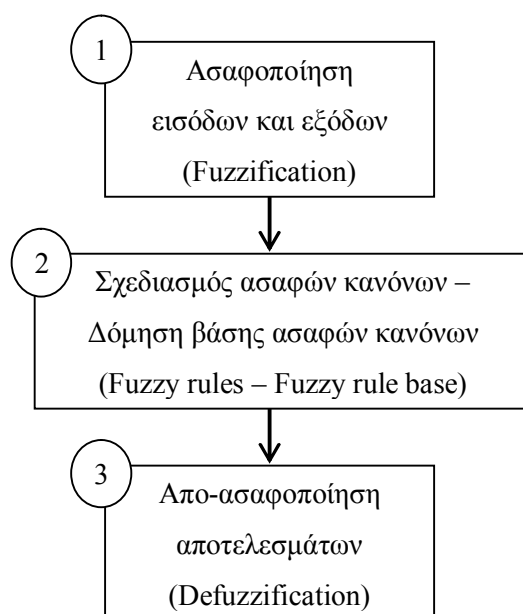 1
Ασαφοποίηση
εισόδων και εξόδων
(Fuzzification)
2
Σχεδιασμός ασαφών κανόνων –
Δόμηση βάσης ασαφών κανόνων
(Fuzzy rules – Fuzzy rule base)
3
Απο-ασαφοποίηση
αποτελεσμάτων
(Defuzzification)